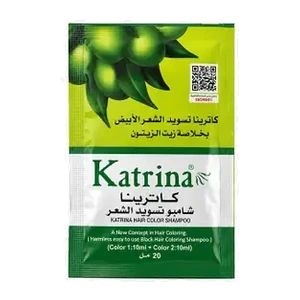 كاترينا تسويد الشعر الأبيض
بخلاصة زيت الزيتون
Katrina®
كاترينا
شامبو تسويد الشعر
KATRINA HAIR COLOR SHAMPOO
A New Concept in Hair Coloring.
( Harmless easy to use Black Hair Coloring Shampoo )
(Color 1:10ml + Color 2:10ml)
20 مل